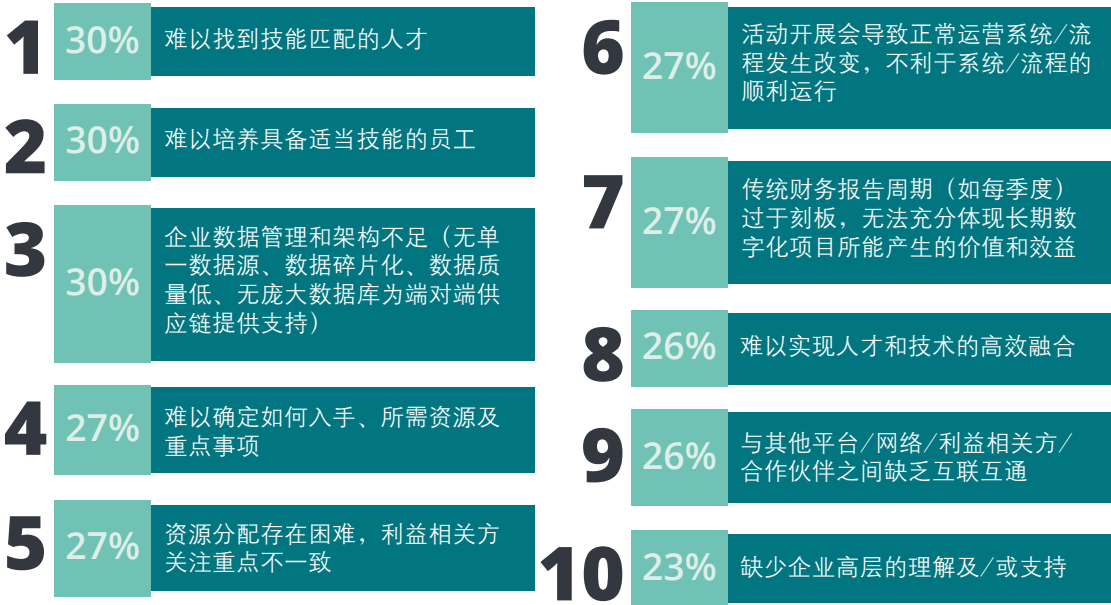 1
30%
难以找到技能匹配的人才
2
30%
难以培养具备适当技能的员工
3
30%
企业数据管理和架构不足（无单
一数据源、数据碎片化、数据质
量低、无庞大数据库为端对端供
应链提供支持）
4
27%
难以确定如何入手、所需资源及
重点事项
5
27%
资源分配存在困难，利益相关方
关注重点不一致
6
27%
活动开展会导致正常运营系统/流
程发生改变，不利于系统/流程的
顺利运行
7
27%
传统财务报告周期（如每季度）
过于刻板，无法充分体现长期数
字化项目所能产生的价值和效益
8
26%
难以实现人才和技术的高效融合
9
26%
与其他平台/网络/利益相关方/
合作伙伴之间缺乏互联互通
10
23%
缺少企业高层的理解及/或支持